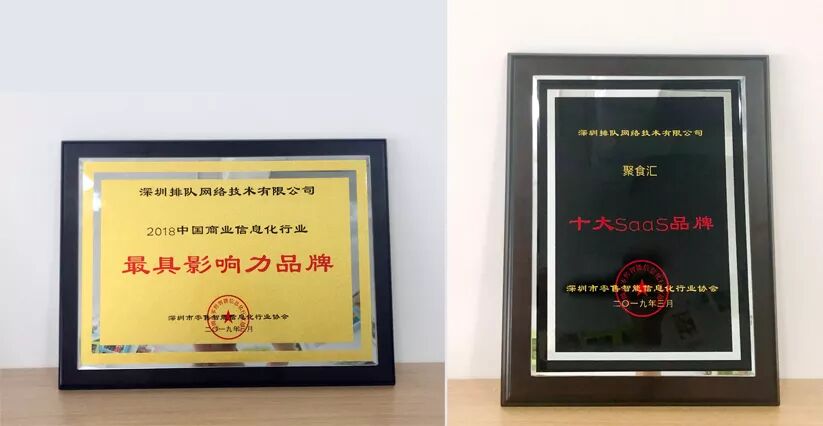 深圳排队网络技术有限公司
2018中国商业信息化行业
最具影响力品牌
深圳市零售智能信息化行业协会
二〇一九年三月
深圳排队网络技术有限公司
聚食汇
十大SaaS品牌
深圳市零售智能信息化行业协会
二〇一九年三月